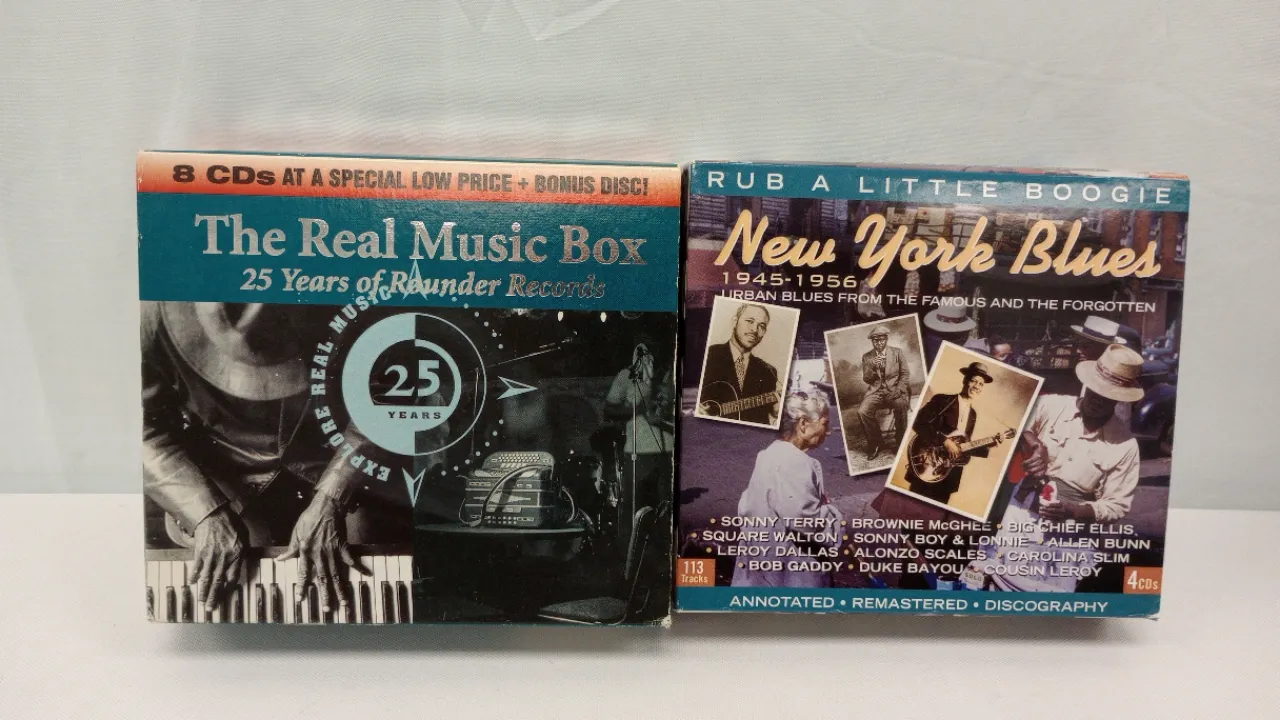 8 CDs AT A SPECIAL LOW PRICE + BONUS DISC!
The Real Music Box
25 Years of Rounder Records
EXPLORE REAL MUSIC
25
YEARS
RUB A LITTLE BOOGIE
New York Blues
1945-1956
URBAN BLUES FROM THE FAMOUS AND THE FORGOTTEN
• SONNY TERRY • BROWNIE McGHEE • BIG CHIEF ELLIS
• SQUARE WALTON • SONNY BOY & LONNIE • ALLEN BUNN
• LEROY DALLAS • ALONZO SCALES • CAROLINA SLIM
• BOB GADDY • DUKE BAYOU • COUSIN LEROY
113
Tracks
4CDs
ANNOTATED • REMASTERED • DISCOGRAPHY